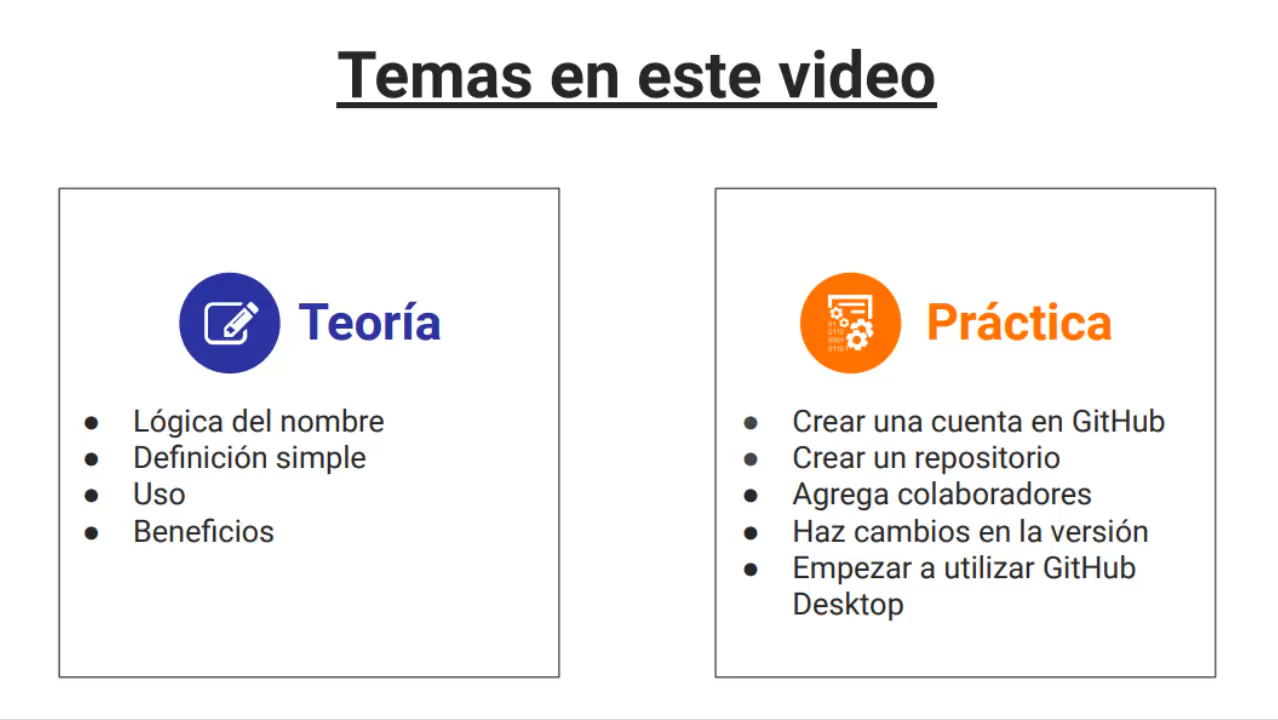 Temas en este video
Teoría
● Lógica del nombre
● Definición simple
● Uso
● Beneficios
Práctica
● Crear una cuenta en GitHub
● Crear un repositorio
● Agrega colaboradores
● Haz cambios en la versión
● Empezar a utilizar GitHub
Desktop